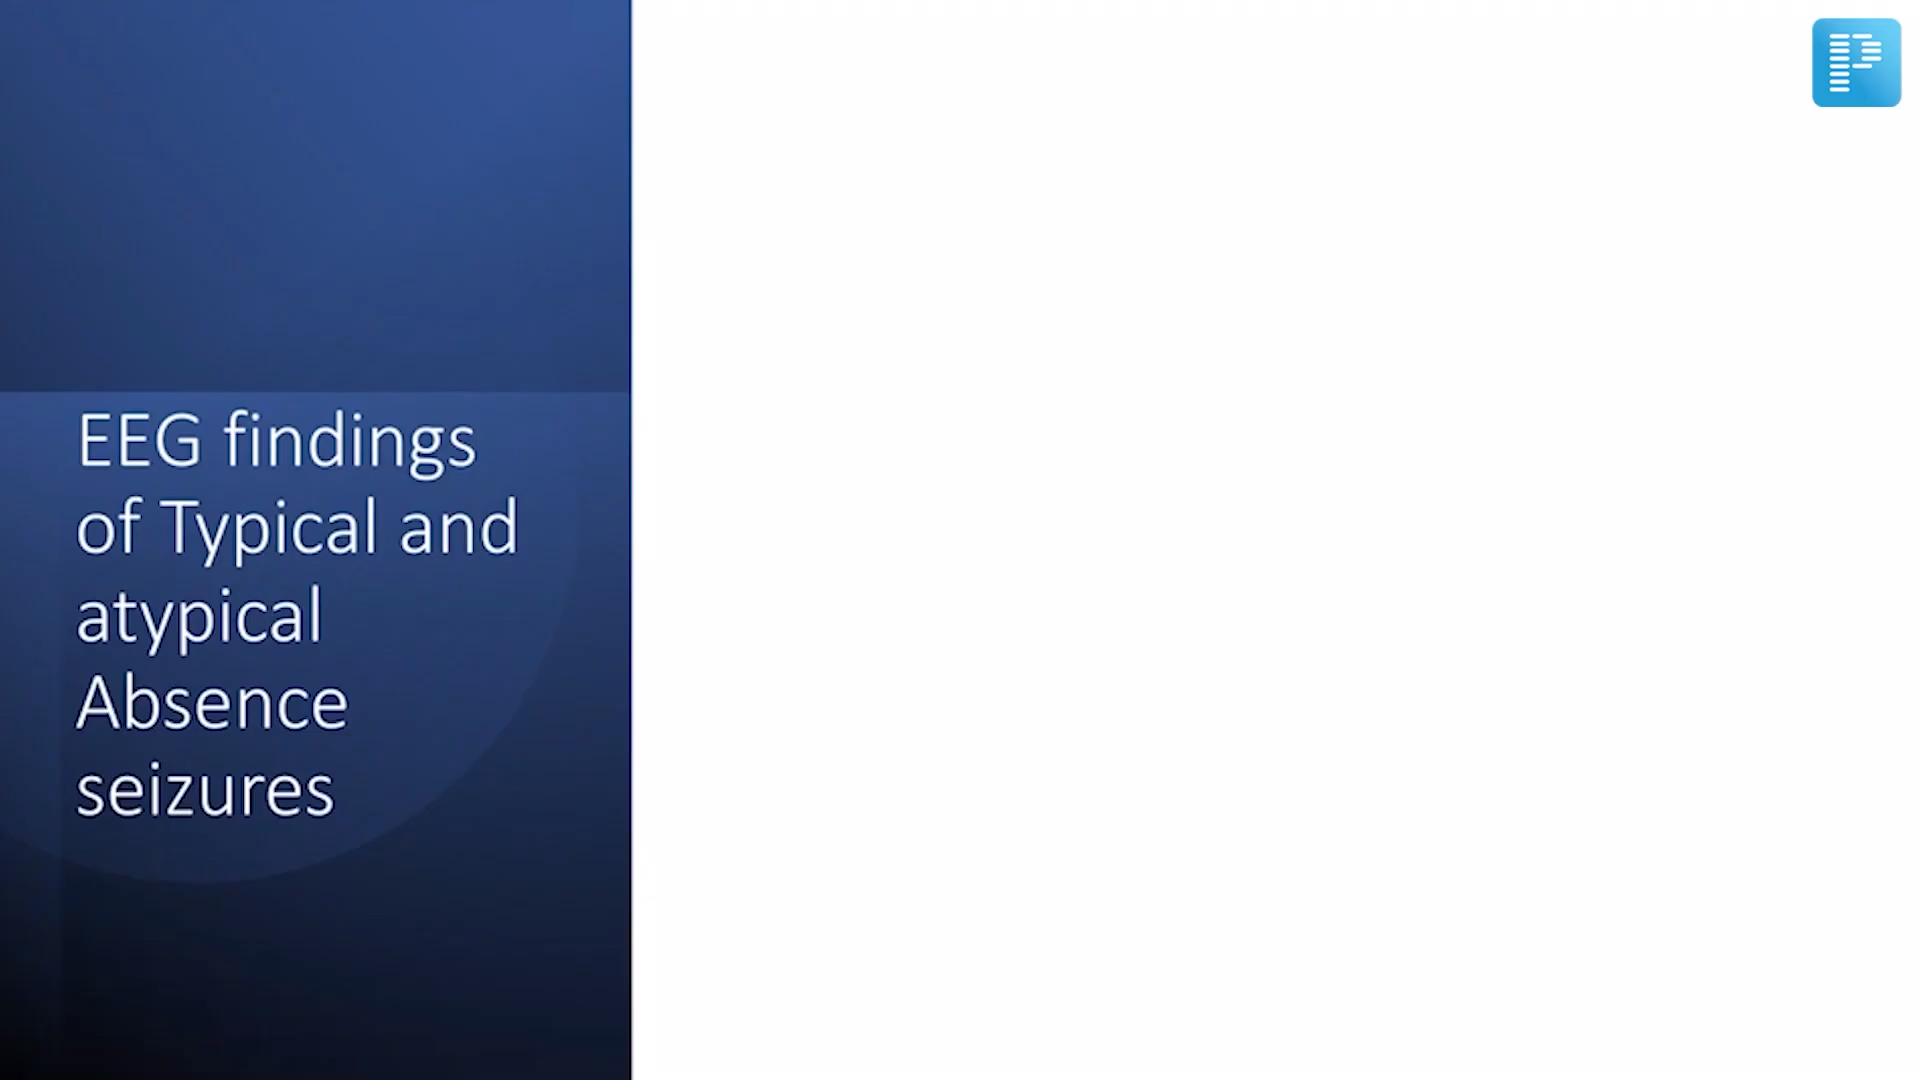 EEG findings
of Typical and
atypical
Absence
seizures